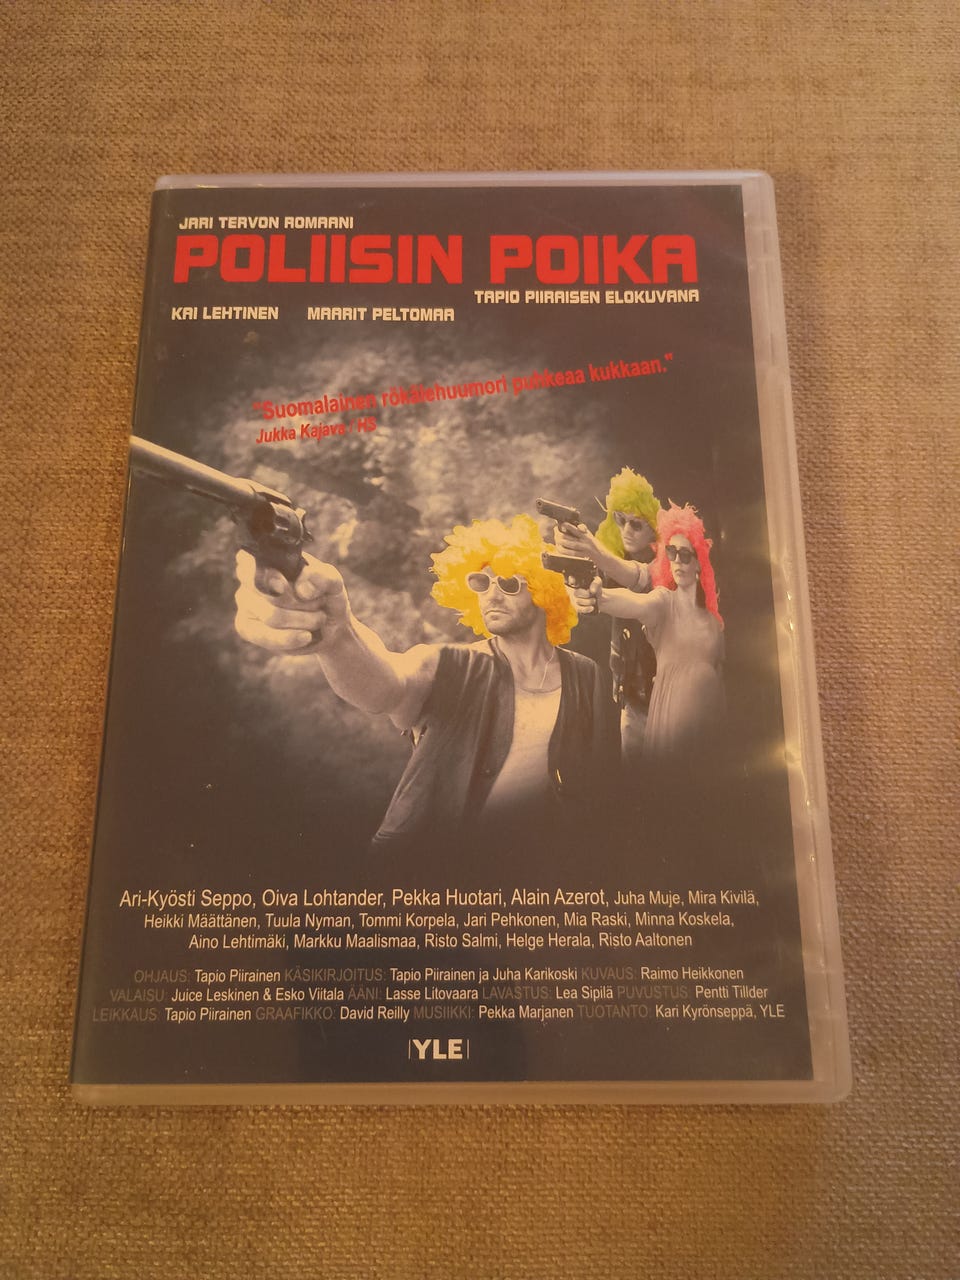 JARI TERVON ROMAANI
POLIISIN POIKA
TAPIO PIIRAISEN ELOKUVANA
KAI LEHTINEN MAARIT PELTOMAA
"Suomalainen rökälehuumori puhkeaa kukkaan."
Jukka Kajava / HS
Ari-Kyösti Seppo, Oiva Lohtander, Pekka Huotari, Alain Azerot, Juha Muje, Mira Kivilä,
Heikki Määttänen, Tuula Nyman, Tommi Korpela, Jari Pehkonen, Mia Raski, Minna Koskela,
Aino Lehtimäki, Markku Maalismaa, Risto Salmi, Helge Herala, Risto Aaltonen
OHJAUS: Tapio Piirainen KÄSIKIRJOITUS: Tapio Piirainen ja Juha Karikoski KUVAUS: Raimo Heikkonen
VALAISU: Juice Leskinen & Esko Viitala ÄÄNI: Lasse Litovaara LAVASTUS: Lea Sipilä PUVUSTUS: Pentti Tillder
LEIKKAUS: Tapio Piirainen GRAAFIKKO: David Reilly MUSIIKKI: Pekka Marjanen TUOTANTO: Kari Kyrönseppä, YLE
YLE